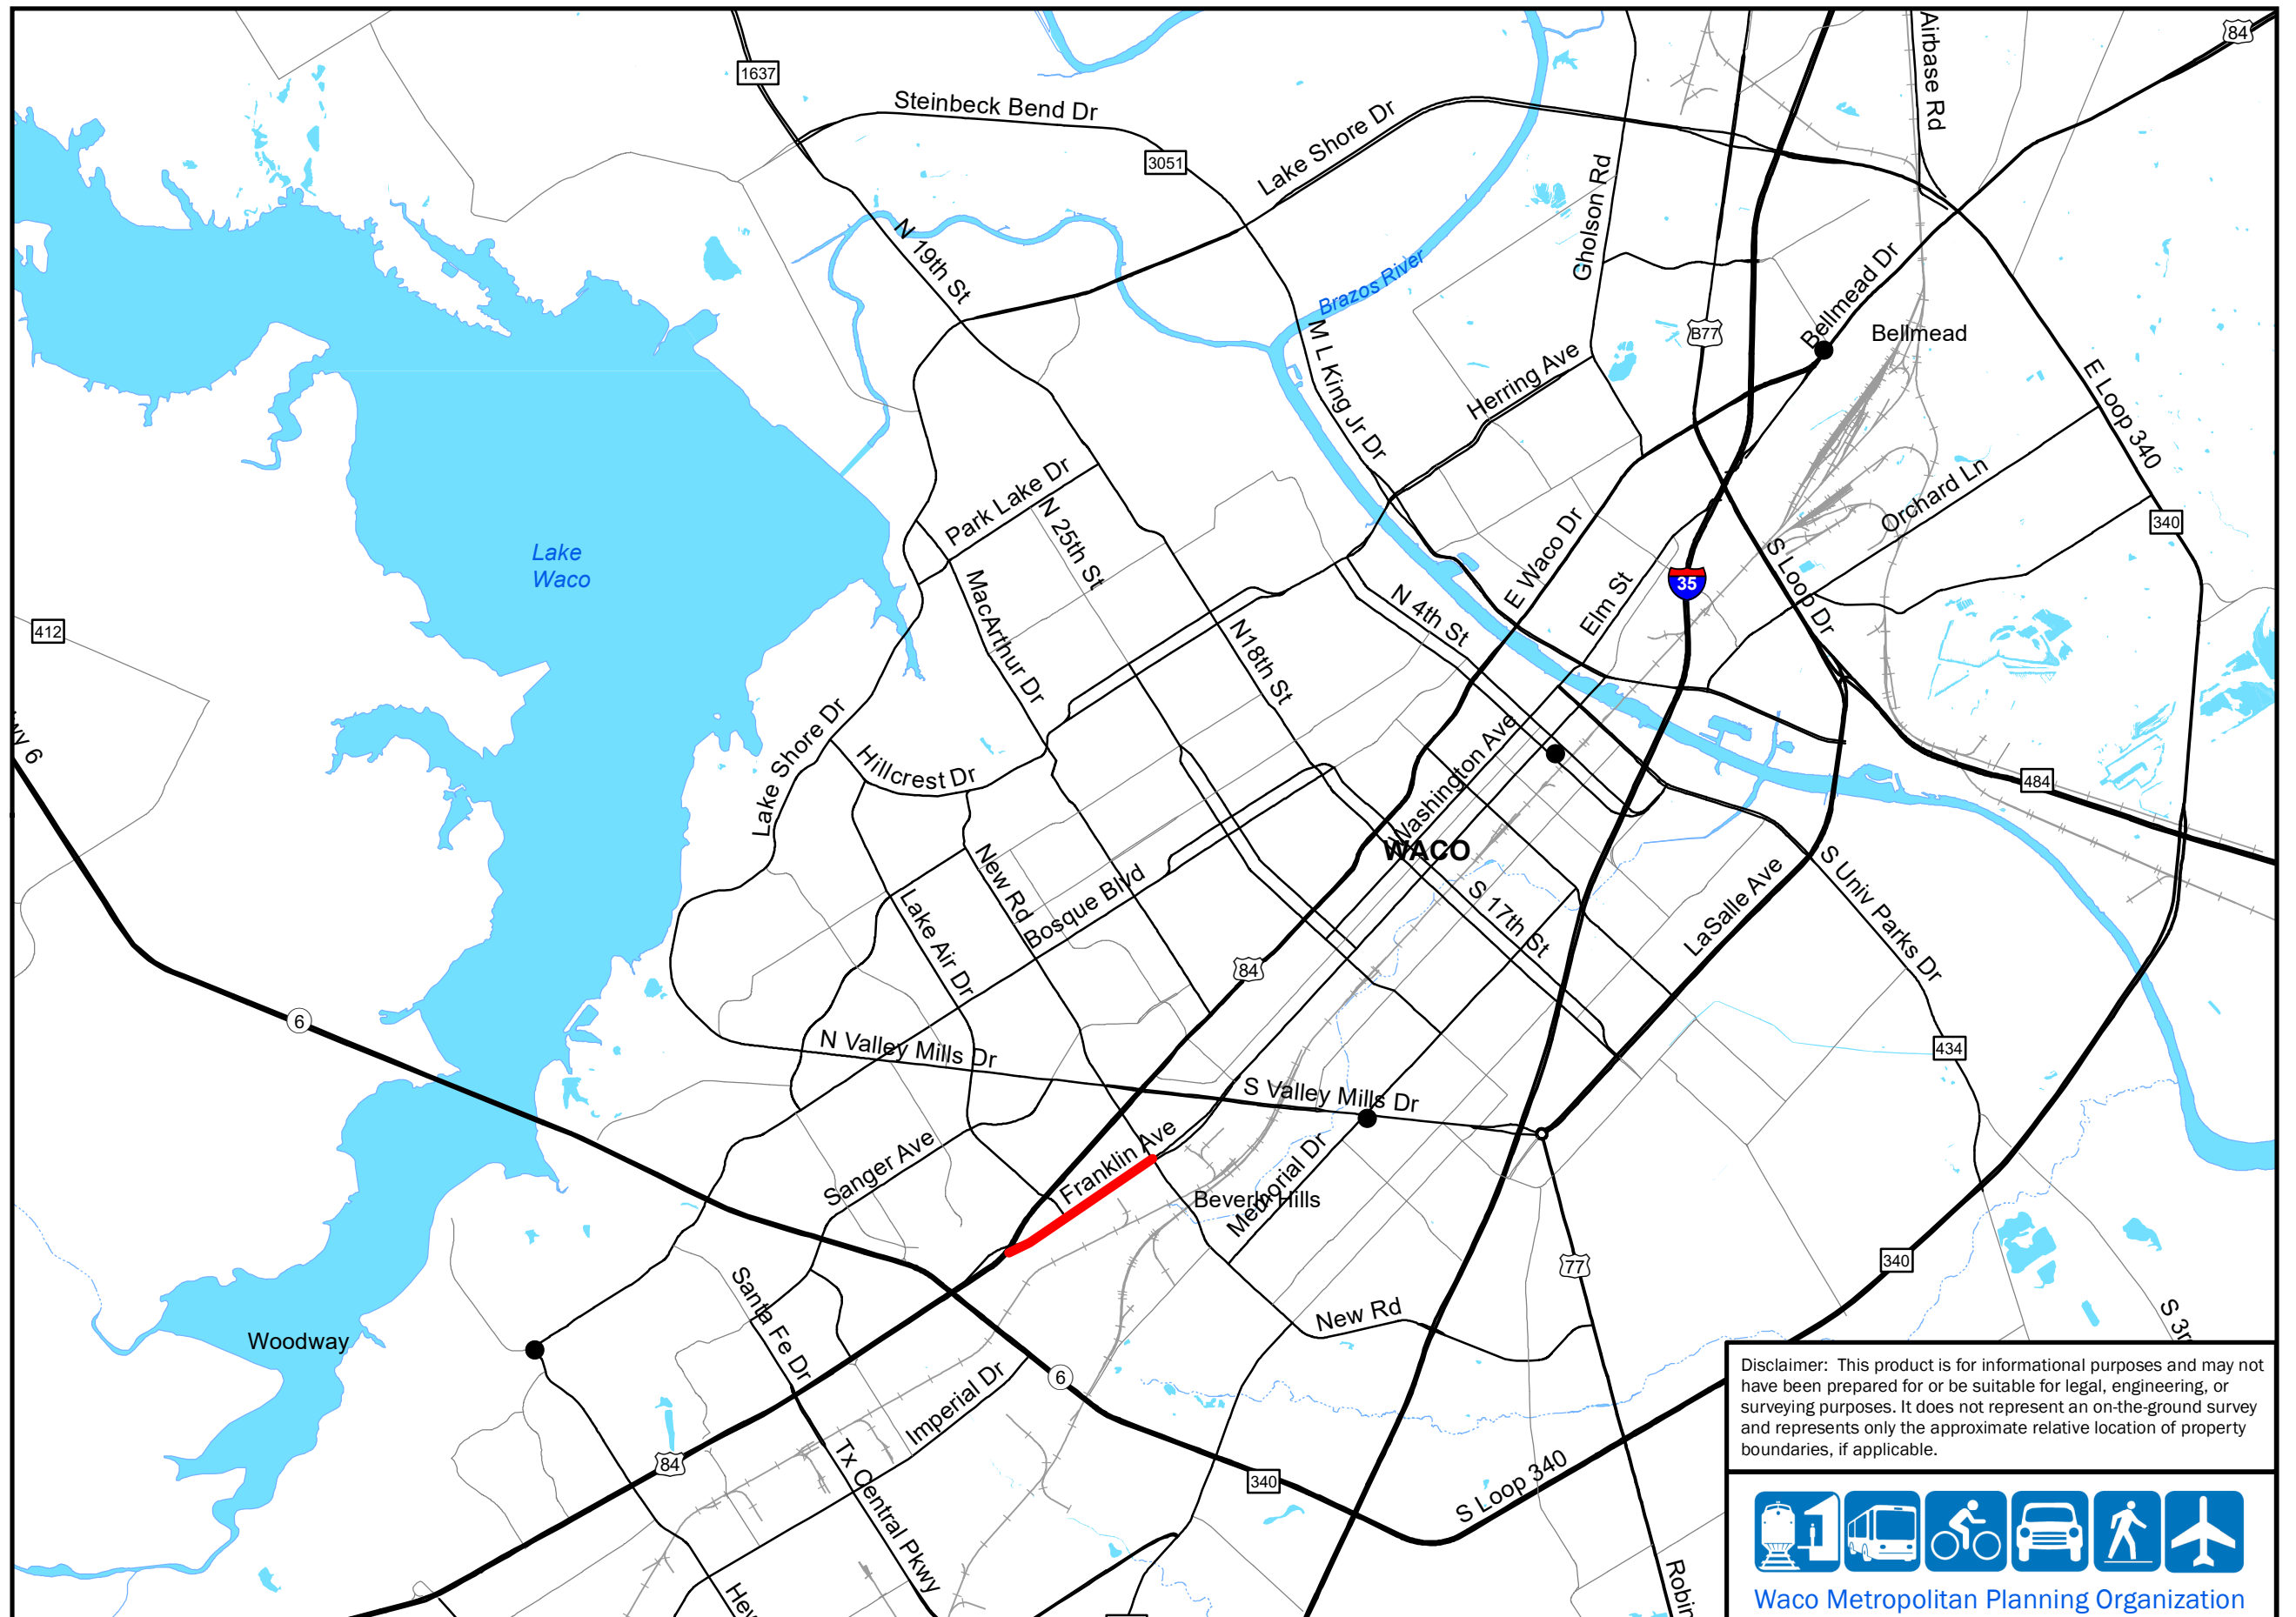 84
Airbase Rd
1637
Steinbeck Bend Dr
Lake Shore Dr
3051
Gholson Rd
N 19th St
Brazos River
Bellmead Dr
B77
Bellmead
M L King Jr Dr
Herring Ave
E Loop 340
Park Lake Dr
N 25th St
Orchard Ln
340
Lake
Waco
E Waco Dr
S Loop Dr
35
MacArthur Dr
Elm St
N 4th St
412
N18th St
Lake Shore Dr
wy 6
Hillcrest Dr
Washington Ave
484
WACO
New Rd
Bosque Blvd
S 17th St
LaSalle Ave
S Univ Parks Dr
Lake Air Dr
84
6
N Valley Mills Dr
434
S Valley Mills Dr
Franklin Ave
Sanger Ave
Memorial Dr
Beverly Hills
340
77
Santa Fe Dr
New Rd
S 3r
Woodway
6
Imperial Dr
84
Tx Central Pkwy
340
S Loop 340
Hew
Robin
Disclaimer: This product is for informational purposes and may not
have been prepared for or be suitable for legal, engineering, or
surveying purposes. It does not represent an on-the-ground survey
and represents only the approximate relative location of property
boundaries, if applicable.
Waco Metropolitan Planning Organization